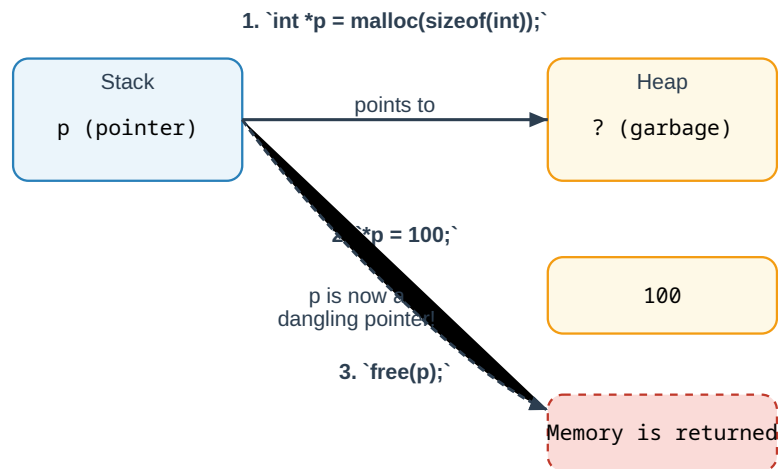 1. `int *p = malloc(sizeof(int));`
Stack
Heap
p (pointer)
points to
? (garbage)
2. `*p = 100;`
100
p is now a
dangling pointer!
3. `free(p);`
Memory is returned